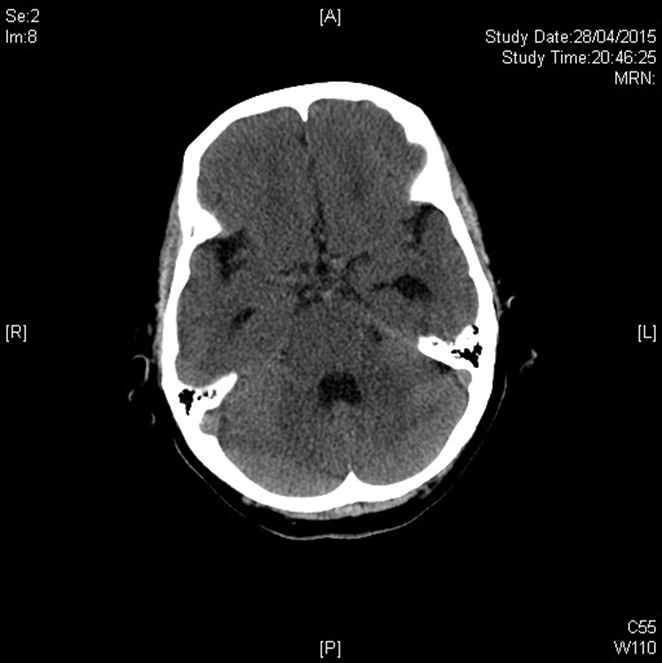 Se:2
Im:8
[A]
Study Date:28/04/2015
Study Time:20:46:25
MRN:
[R]
[L]
[P]
C55
W110